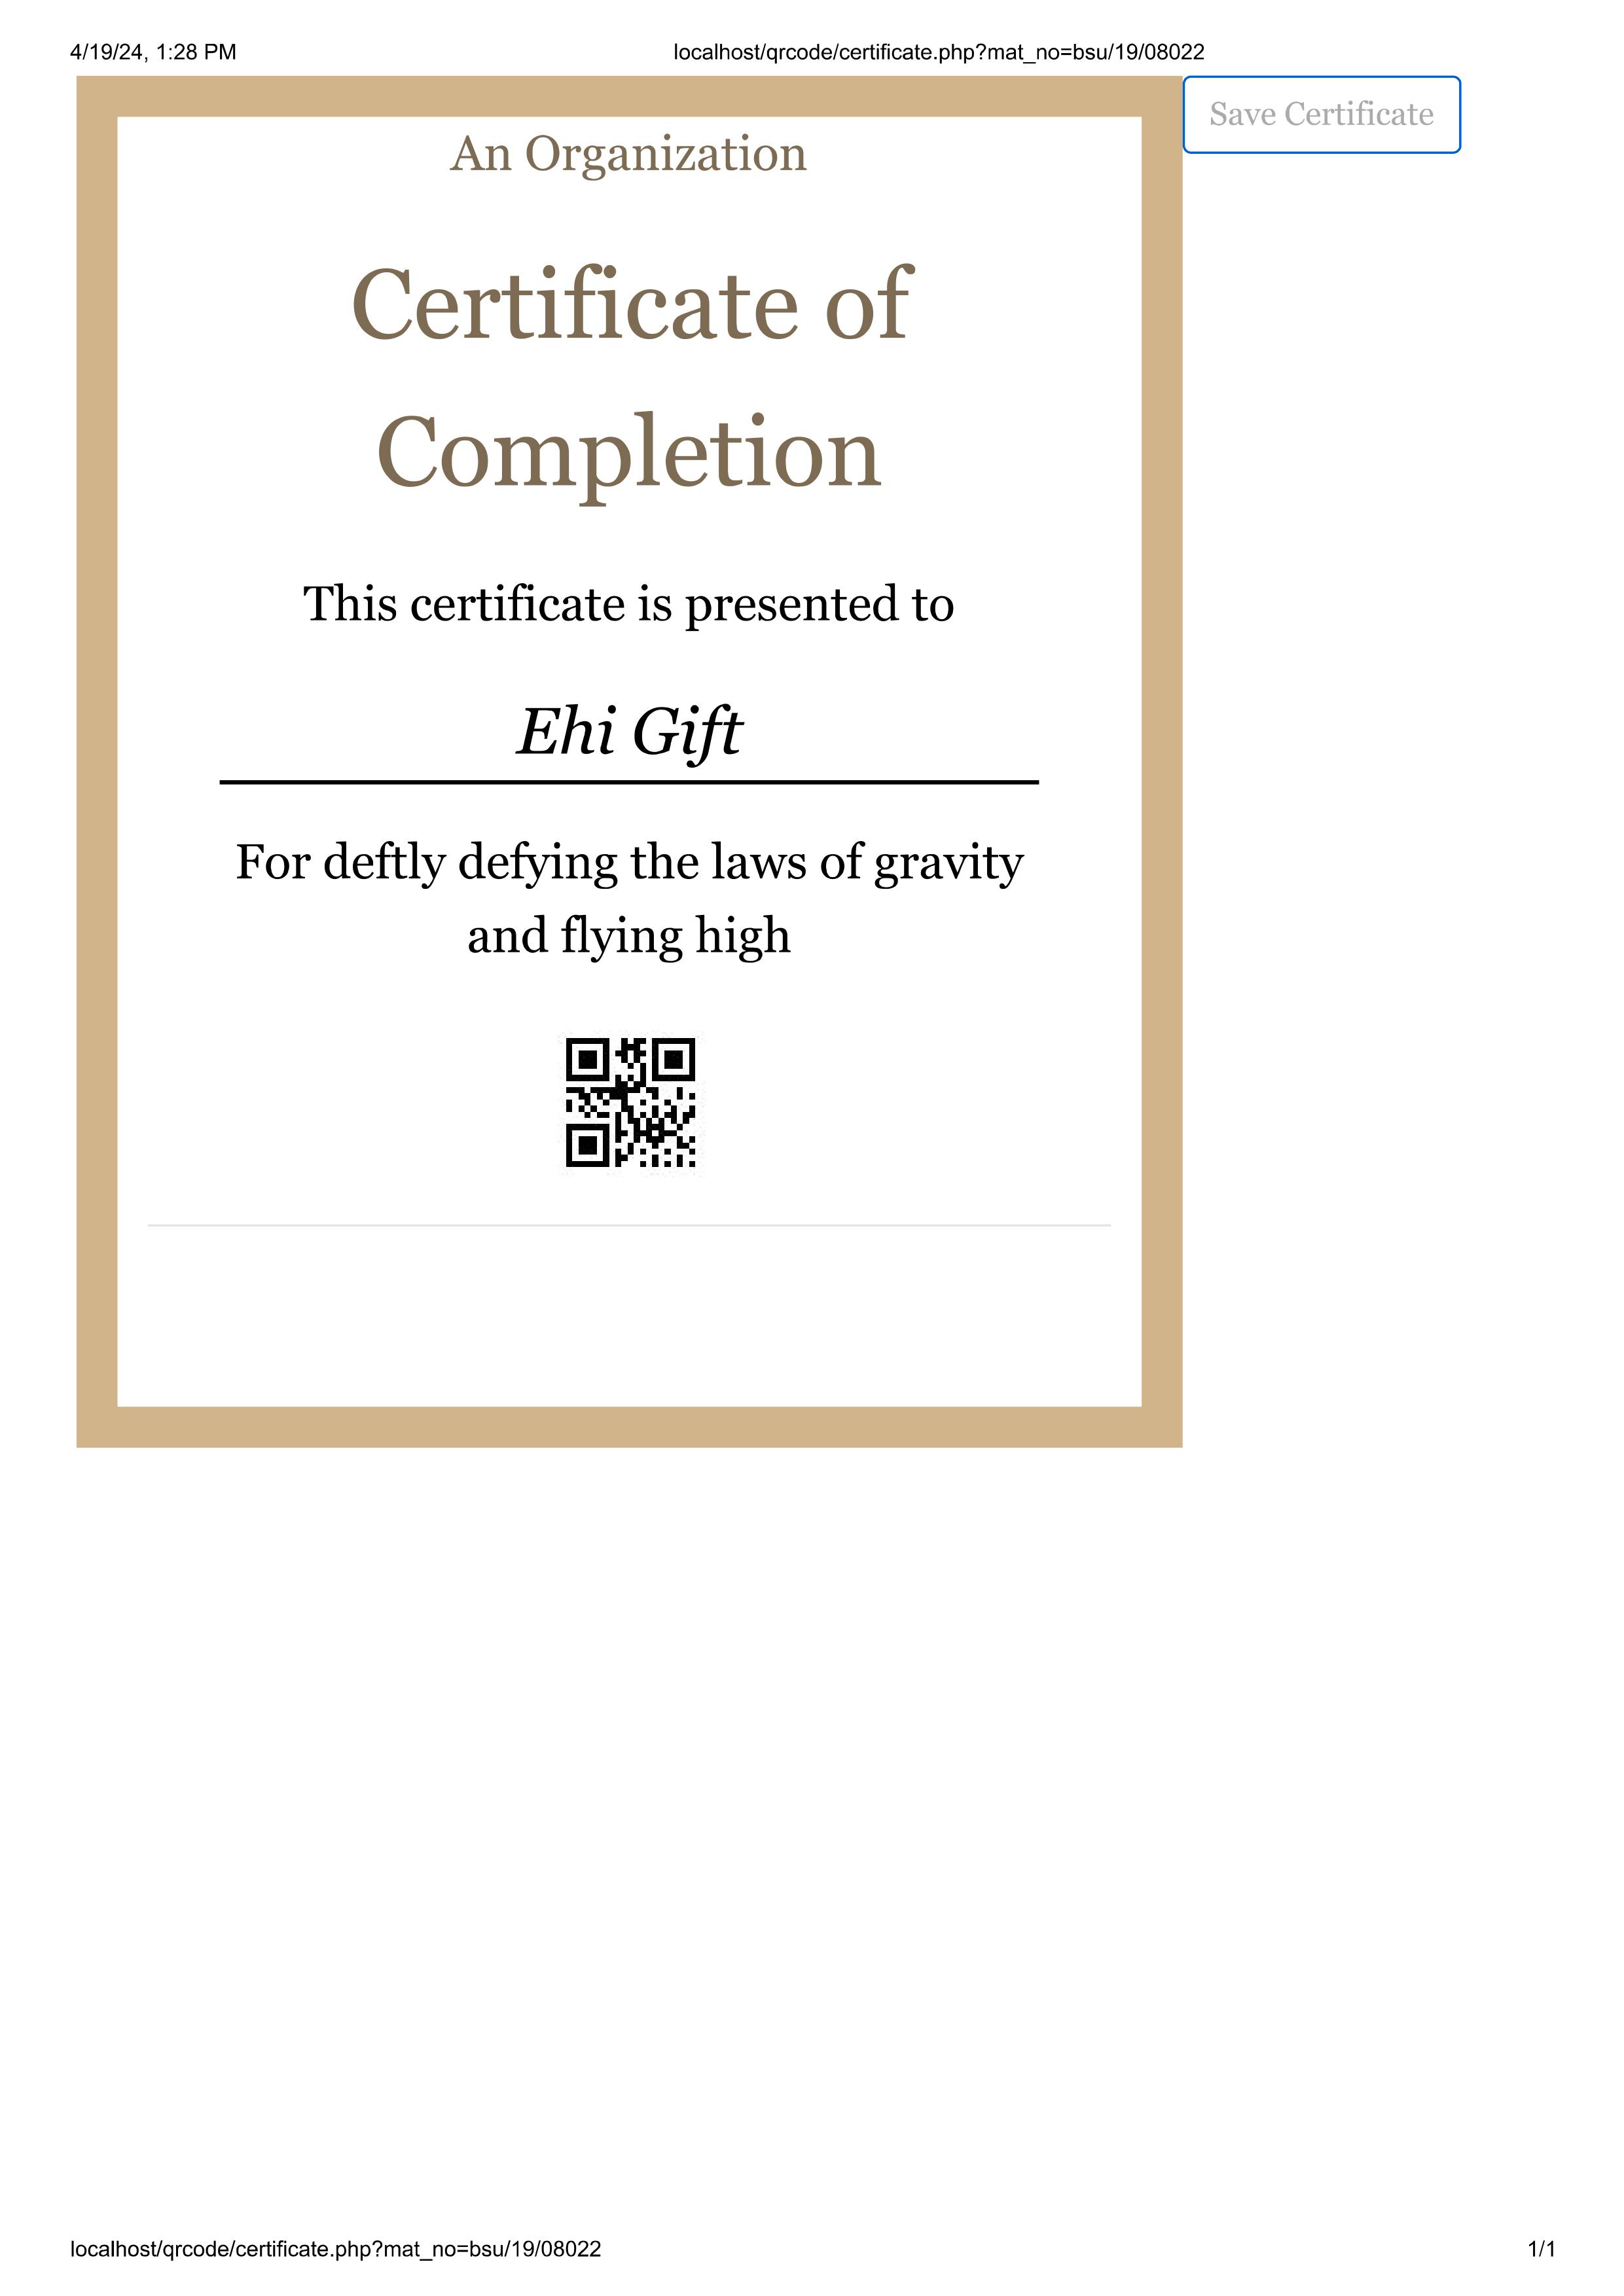 4/19/24, 1:28 PM
localhost/qrcode/certificate.php?mat_no=bsu/19/08022
Save Certificate
An Organization
Certificate of
Completion
This certificate is presented to
Ehi Gift
For deftly defying the laws of gravity
and flying high
localhost/qrcode/certificate.php?mat_no=bsu/19/08022
1/1